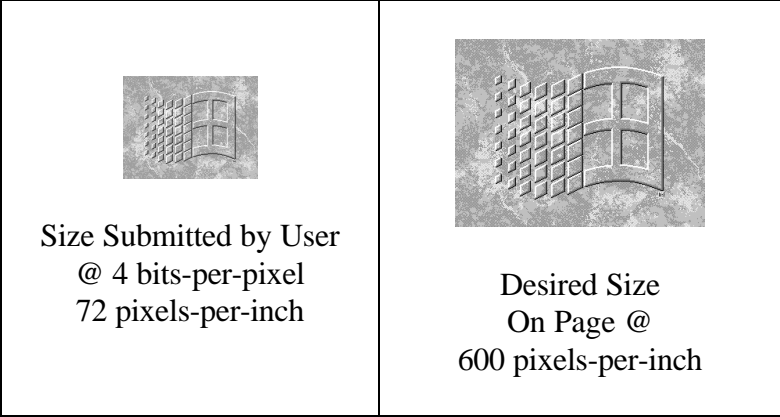 Size Submitted by User
@ 4 bits-per-pixel
72 pixels-per-inch
Desired Size
On Page @
600 pixels-per-inch